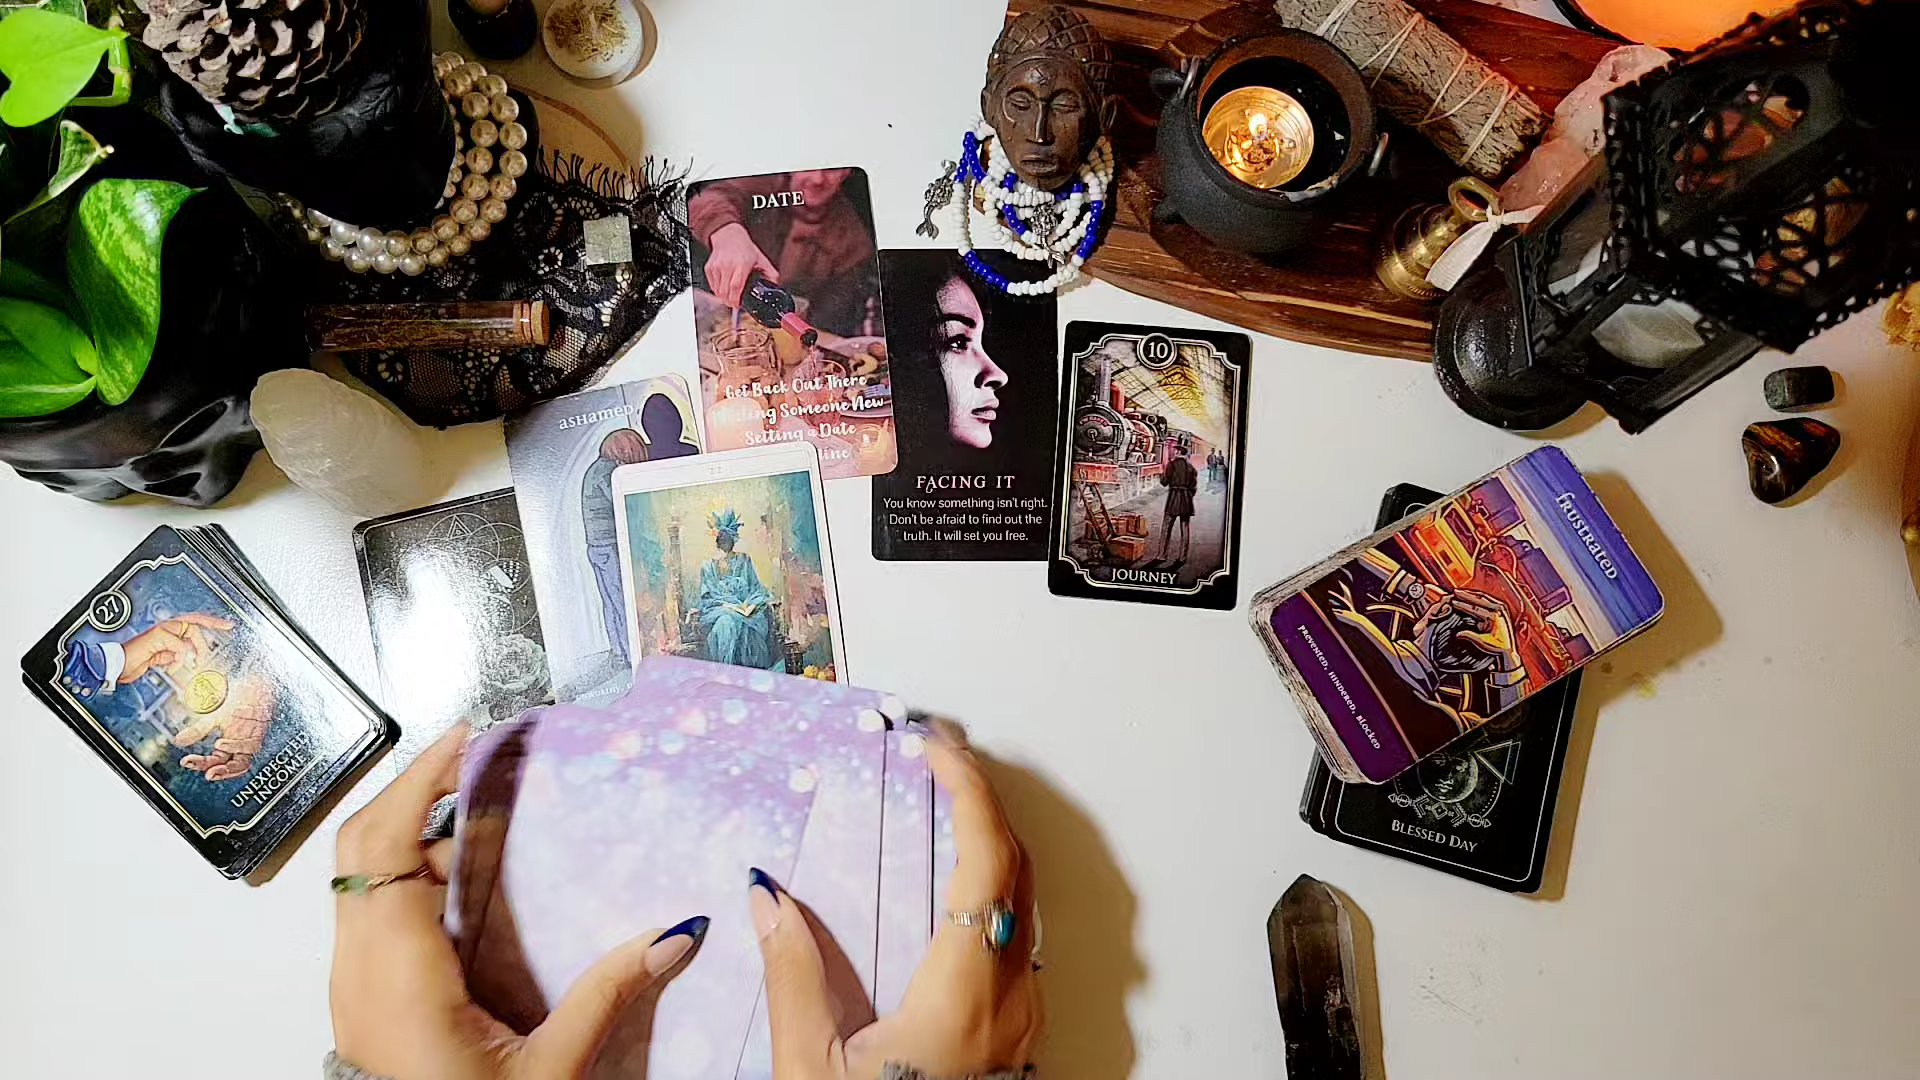 DATE
Get Back Out There
Someone New
Setting a Date
ASHamed
FACING IT
You know something isn't right.
Don't be afraid to find out the
truth. it will set you free.
10
JOURNEY
27
UNEXPECTED
INCOME
FRUSTRATED
PREVENTED, HINDERED, BLOCKED
BLESSED DAY